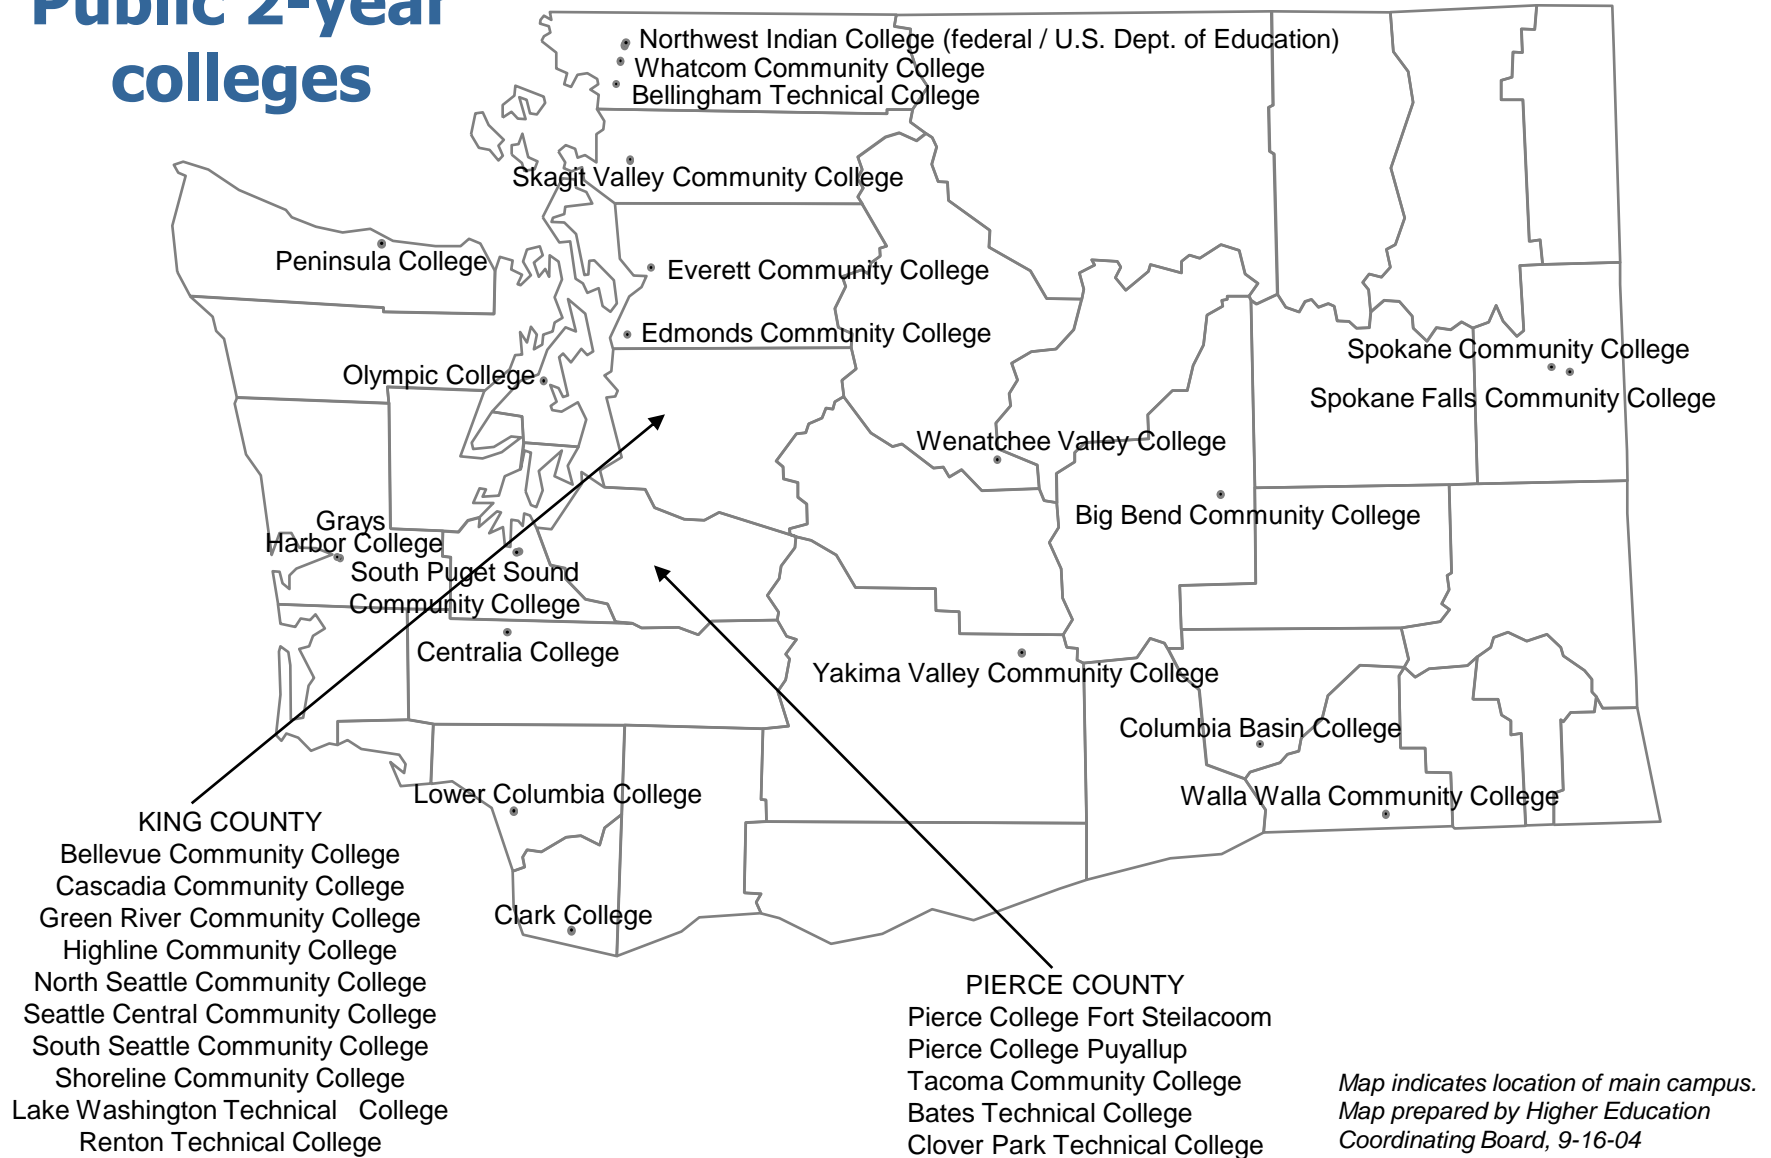 Public 2-year
colleges
Northwest Indian College (federal / U.S. Dept. of Education)
Whatcom Community College
Bellingham Technical College
Skagit Valley Community College
Peninsula College
Everett Community College
Edmonds Community College
Spokane Community College
Olympic College
Spokane Falls Community College
Wenatchee Valley College
Big Bend Community College
Grays
Harbor College
South Puget Sound
Community College
Centralia College
Yakima Valley Community College
Columbia Basin College
Lower Columbia College
Walla Walla Community College
Clark College
KING COUNTY
Bellevue Community College
Cascadia Community College
Green River Community College
Highline Community College
North Seattle Community College
Seattle Central Community College
South Seattle Community College
Shoreline Community College
Lake Washington Technical College
Renton Technical College
PIERCE COUNTY
Pierce College Fort Steilacoom
Pierce College Puyallup
Tacoma Community College
Bates Technical College
Clover Park Technical College
Map indicates location of main campus.
Map prepared by Higher Education
Coordinating Board, 9-16-04